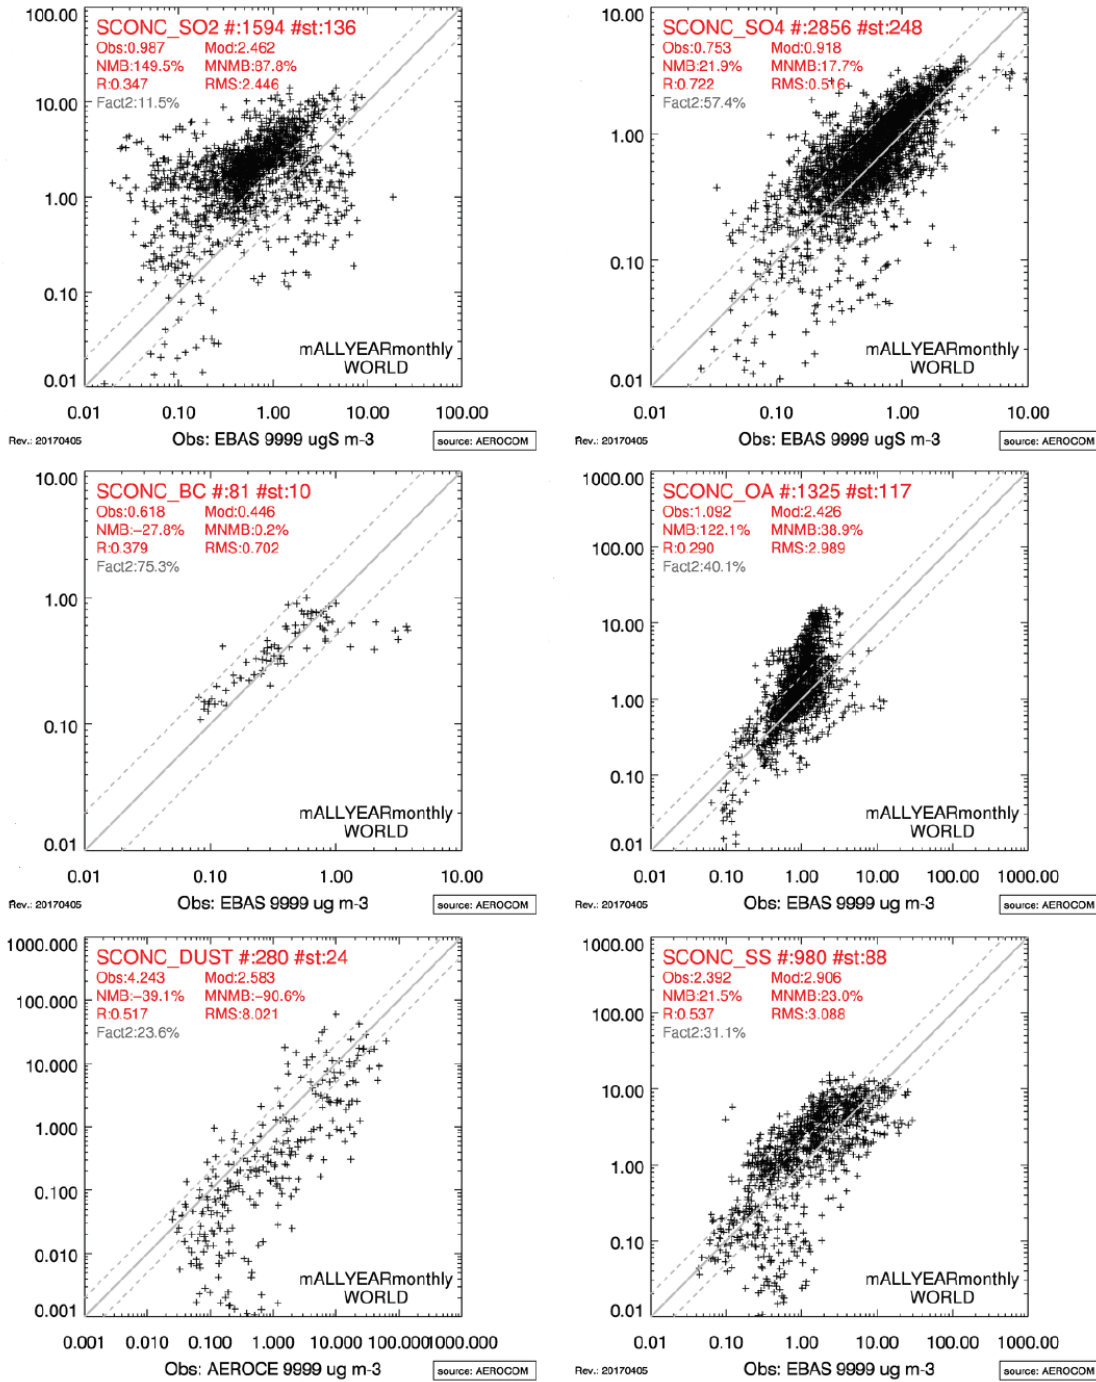 SCONC_SO2 #:1594 #st:136
Obs:0.987 Mod:2.462
NMB:149.5% MNMB:87.8%
R:0.347 RMS:2.446
Fact2:11.5%
100.00
10.00
1.00
0.10
0.01
mALLYEARmonthly
WORLD
0.01 0.10 1.00 10.00 100.00
Rev.: 20170405 Obs: EBAS 9999 ugS m-3 source: AEROCOM
SCONC_SO4 #:2856 #st:248
Obs:0.753 Mod:0.918
NMB:21.9% MNMB:17.7%
R:0.722 RMS:0.516
Fact2:57.4%
10.00
1.00
0.10
0.01
mALLYEARmonthly
WORLD
0.01 0.10 1.00 10.00
Obs: EBAS 9999 ugS m-3 source: AEROCOM
SCONC_BC #:81 #st:10
Obs:0.618 Mod:0.446
NMB:-27.8% MNMB:0.2%
R:0.379 RMS:0.702
Fact2:75.3%
10.00
1.00
0.10
0.01
mALLYEARmonthly
WORLD
0.01 0.10 1.00 10.00
Rev.: 20170405 Obs: EBAS 9999 ug m-3 source: AEROCOM
SCONC_OA #:1325 #st:117
Obs:1.092 Mod:2.426
NMB:122.1% MNMB:38.9%
R:0.290 RMS:2.989
Fact2:40.1%
1000.00
100.00
10.00
1.00
0.10
0.01
mALLYEARmonthly
WORLD
0.01 0.10 1.00 10.00 100.00 1000.00
Rev.: 20170405 Obs: EBAS 9999 ug m-3 source: AEROCOM
SCONC_DUST #:280 #st:24
Obs:4.243 Mod:2.583
NMB:-39.1% MNMB:-90.6%
R:0.517 RMS:8.021
Fact2:23.6%
1000.000
100.000
10.000
1.000
0.100
0.010
0.001
mALLYEARmonthly
WORLD
0.001 0.010 0.100 1.000 10.000 100.0001000.000
Obs: AEROCE 9999 ug m-3 source: AEROCOM
SCONC_SS #:980 #st:88
Obs:2.392 Mod:2.906
NMB:21.5% MNMB:23.0%
R:0.537 RMS:3.088
Fact2:31.1%
1000.00
100.00
10.00
1.00
0.10
0.01
mALLYEARmonthly
WORLD
0.01 0.10 1.00 10.00 100.00 1000.00
Rev.: 20170405 Obs: EBAS 9999 ug m-3 source: AEROCOM